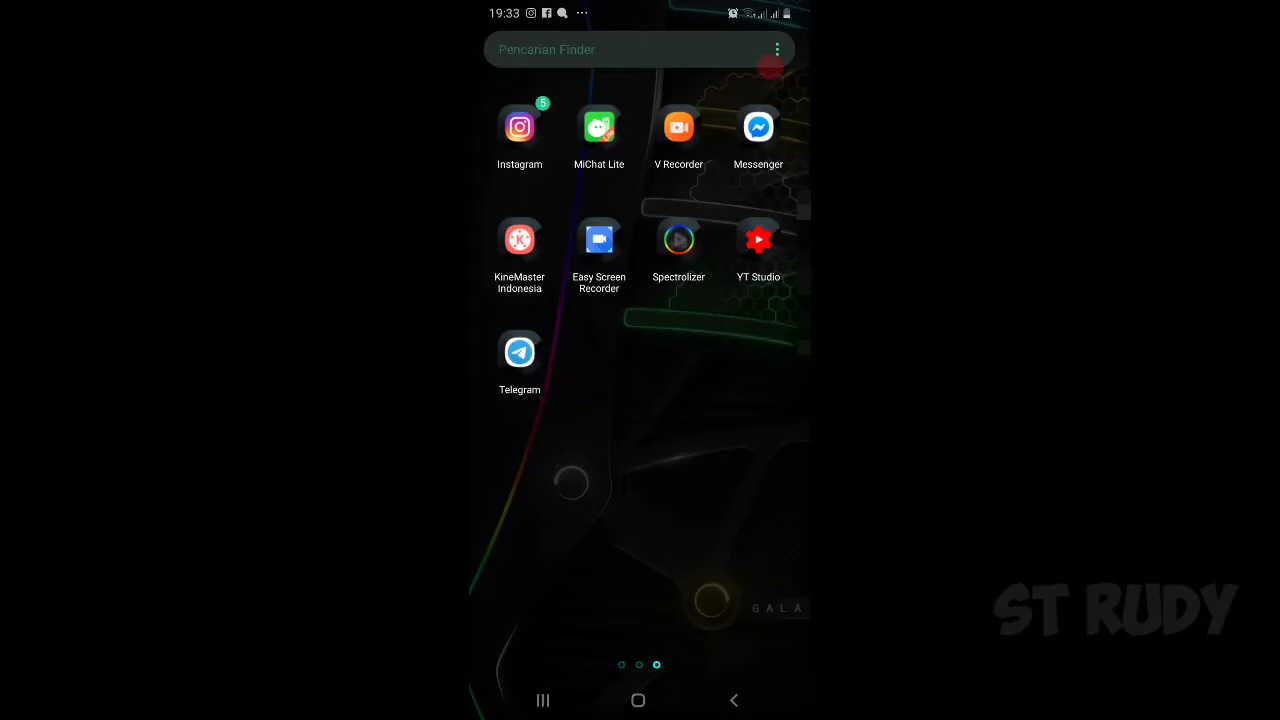 19:33
Pencarian Finder
5
Instagram
MiChat Lite
V Recorder
Messenger
KineMaster
Indonesia
Easy Screen
Recorder
Spectrolizer
YT Studio
Telegram
GALA
ST RUDY